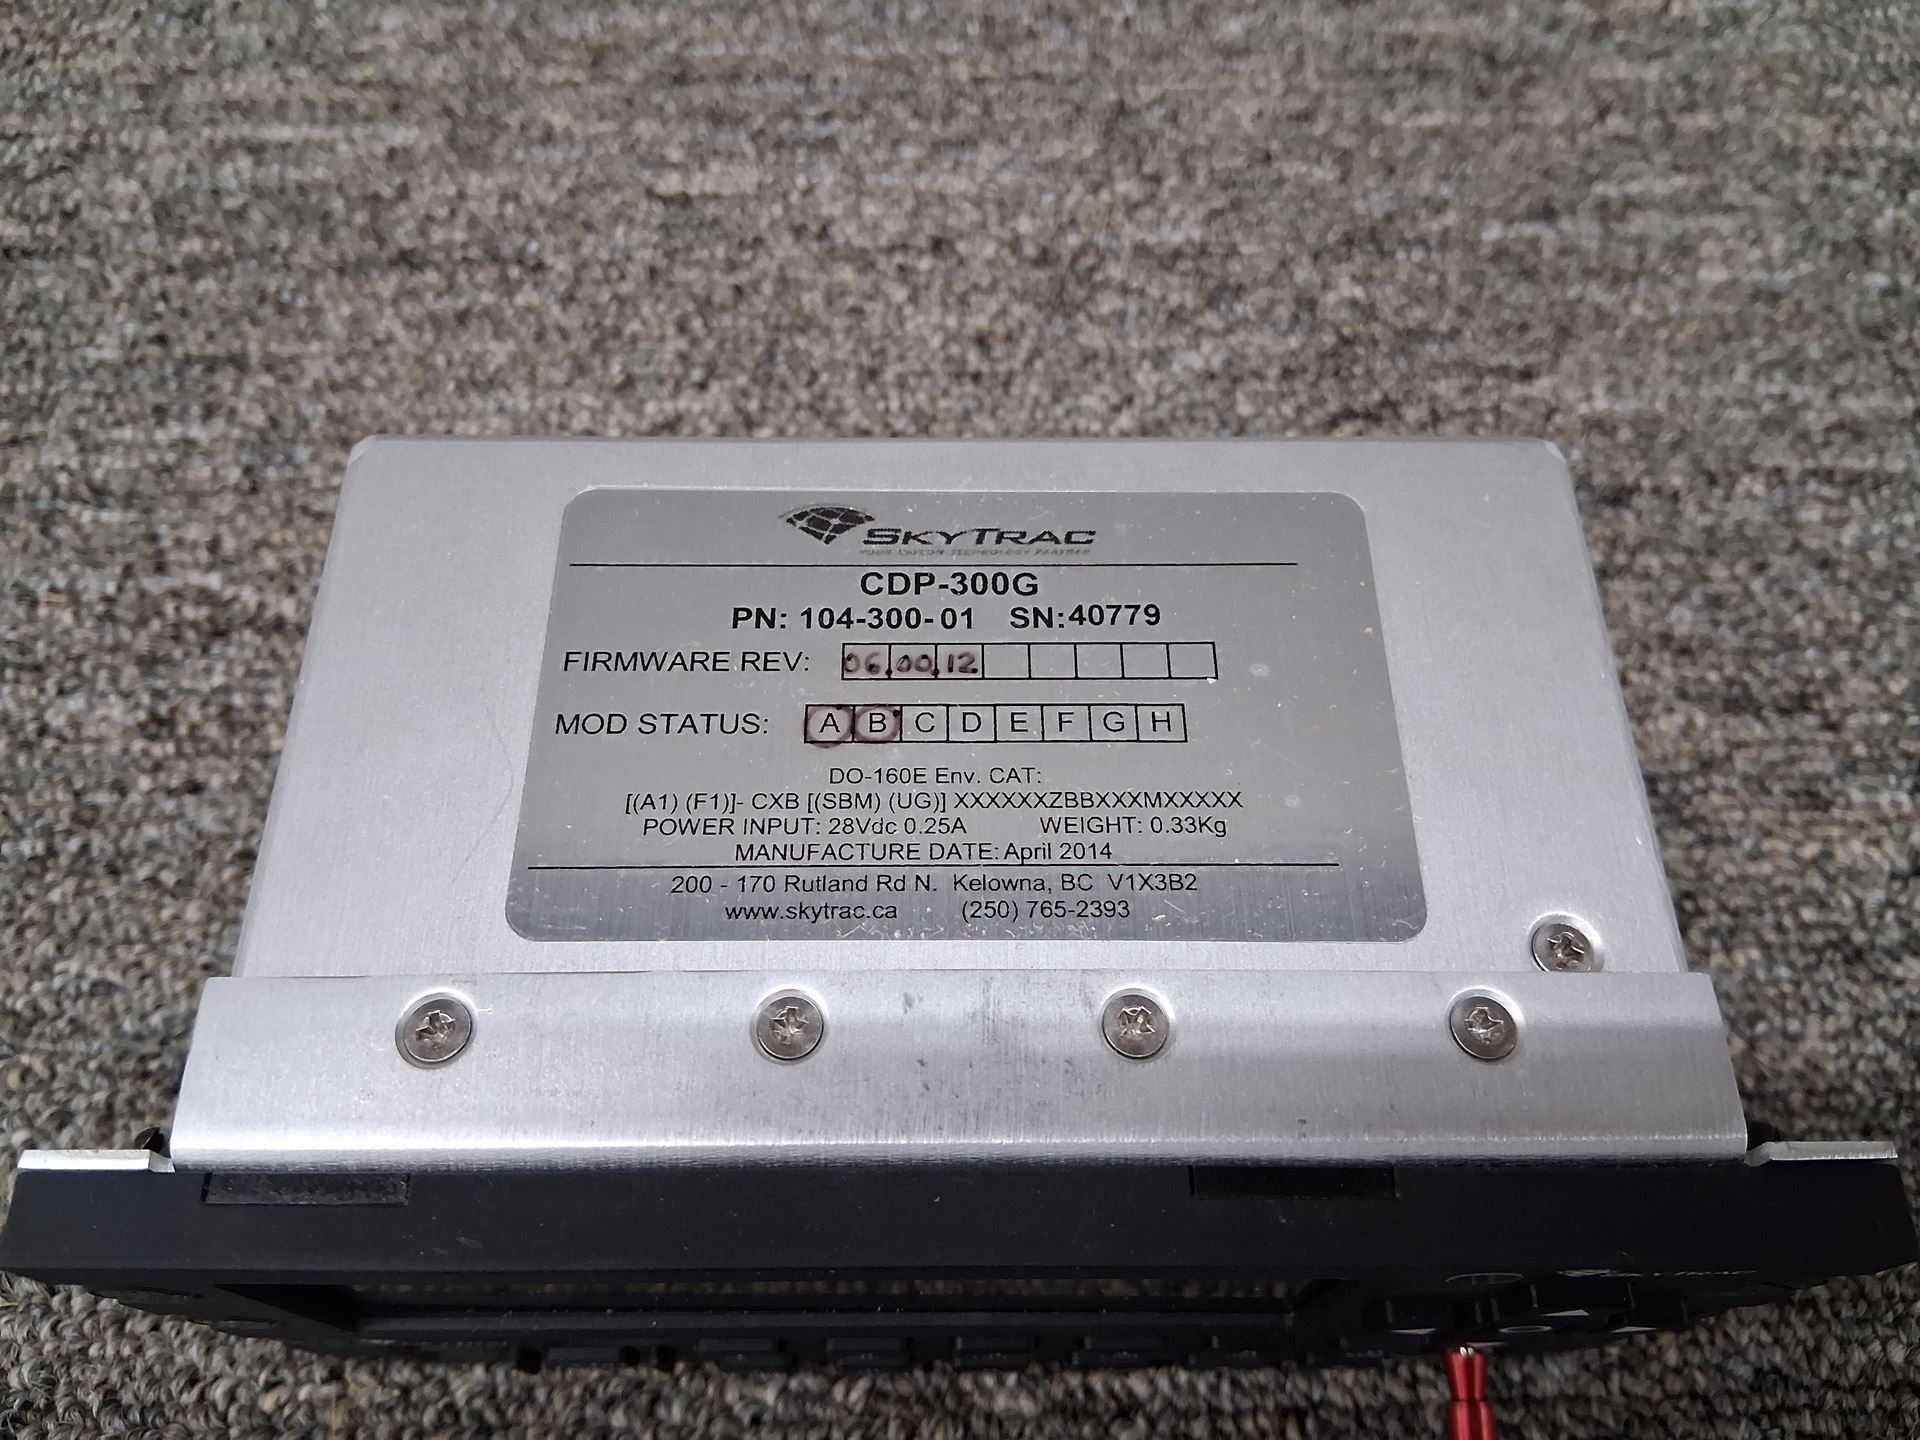 SKYTRAC
CDP-300G
PN: 104-300-01 SN:40779
FIRMWARE REV: 06.00.12
MOD STATUS: A B C D E F G H
DO-160E Env. CAT:
[(A1) (F1)]- CXB [(SBM) (UG)] XXXXXXZBBXXXMXXXXX
POWER INPUT: 28Vdc 0.25A WEIGHT: 0.33Kg
MANUFACTURE DATE: April 2014
200 - 170 Rutland Rd N. Kelowna, BC V1X3B2
www.skytrac.ca (250) 765-2393